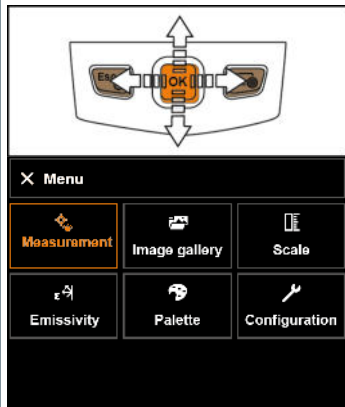 Esc
OK
X Menu
Measurement
Image gallery
Scale
ε
Emissivity
Palette
Configuration